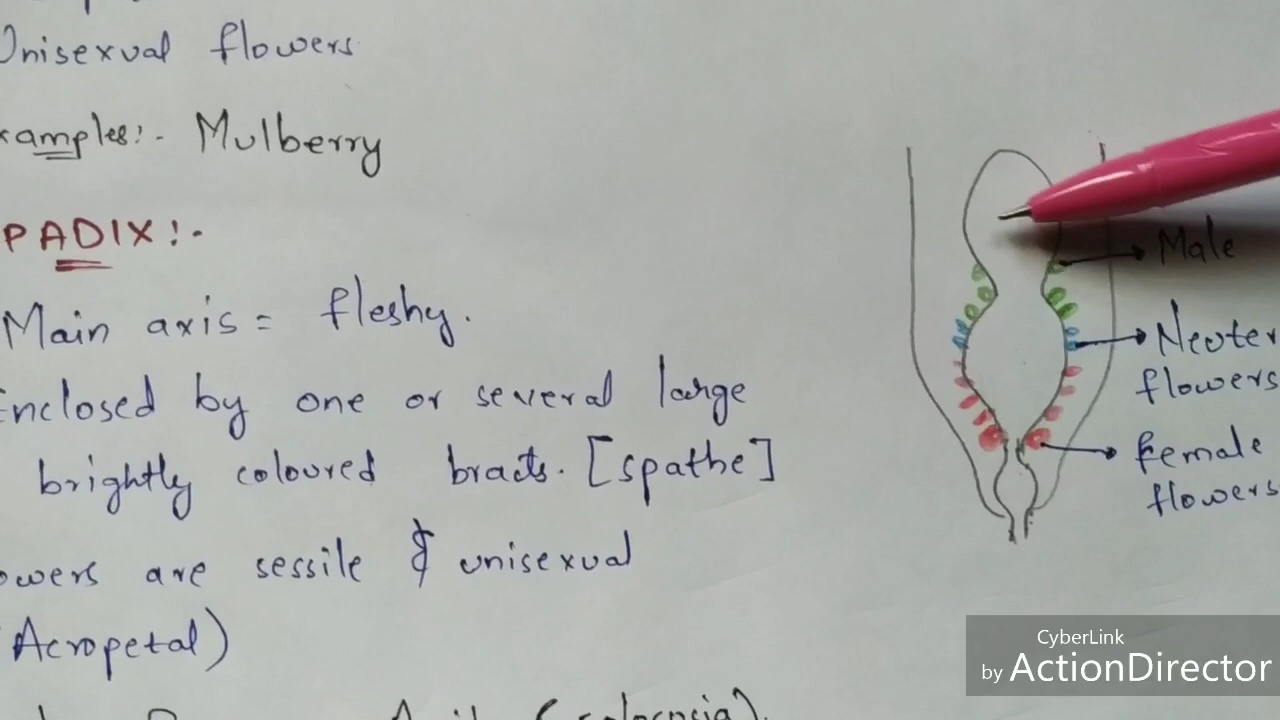 Unisexual flowers
Examples:- Mulberry
PADIX:-
Main axis = fleshy.
Enclosed by one or several large
brightly coloured bracts. [spathe]
owers are sessile & unisexual
(Acropetal)
Male
Neuter
flowers
female
flowers
CyberLink
by ActionDirector